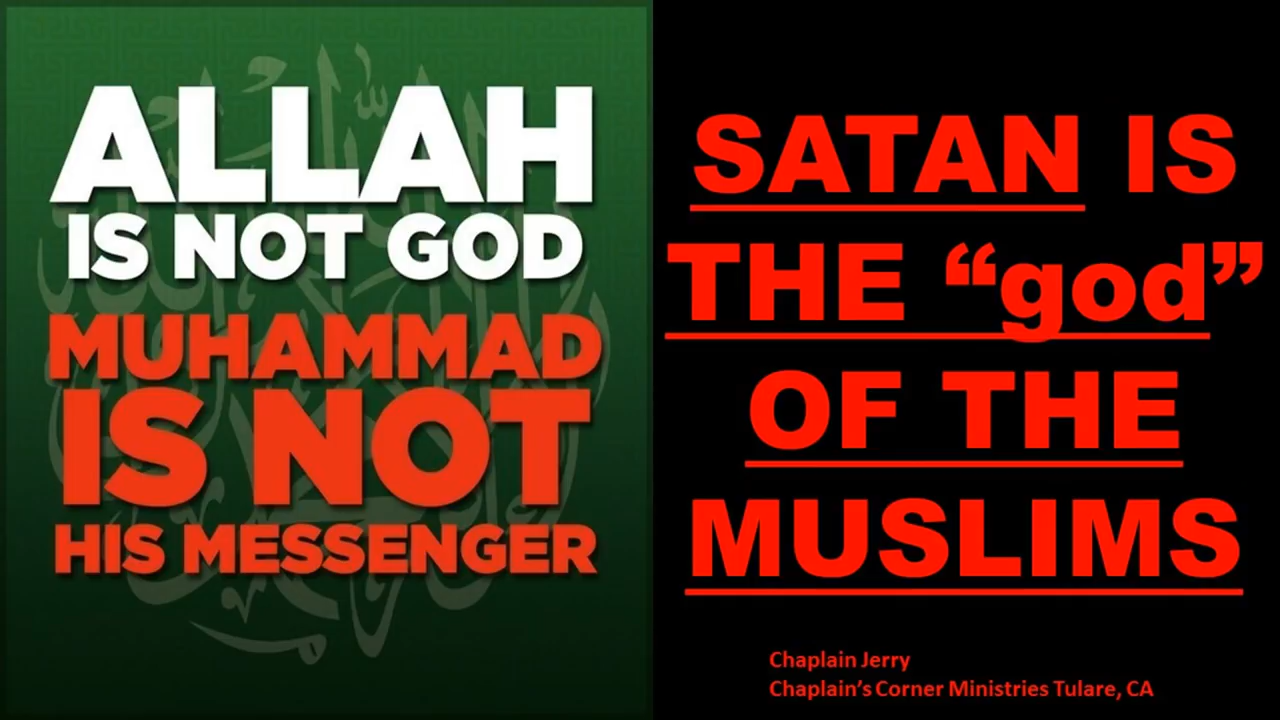 ALLAH
IS NOT GOD
MUHAMMAD
IS NOT
HIS MESSENGER
SATAN IS
THE “god”
OF THE
MUSLIMS
Chaplain Jerry
Chaplain’s Corner Ministries Tulare, CA